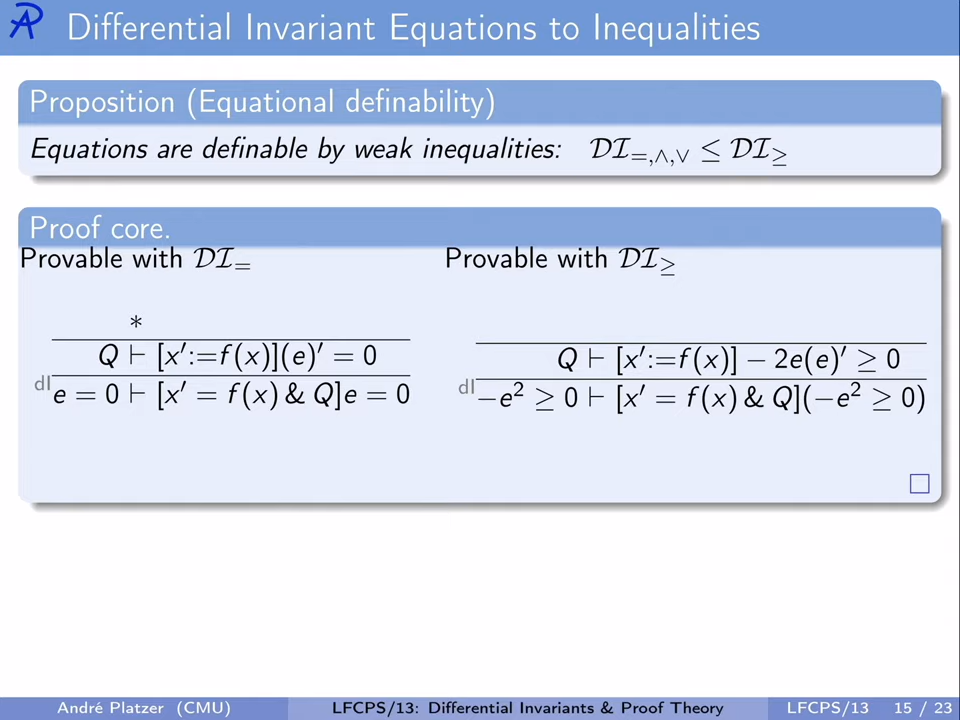 Differential Invariant Equations to Inequalities
Proposition (Equational definability)
Equations are definable by weak inequalities: 𝒟ℐ₌,∧,∨ ≤ 𝒟ℐ≥
Proof core.
Provable with 𝒟ℐ₌
*
Q ⊢ [x′:=f(x)](e)′ = 0
dI
e = 0 ⊢ [x′ = f(x) & Q]e = 0
Provable with 𝒟ℐ≥
Q ⊢ [x′:=f(x)] − 2e(e)′ ≥ 0
dI
−e² ≥ 0 ⊢ [x′ = f(x) & Q](−e² ≥ 0)
□
André Platzer (CMU) LFCPS/13: Differential Invariants & Proof Theory LFCPS/13 15 / 23